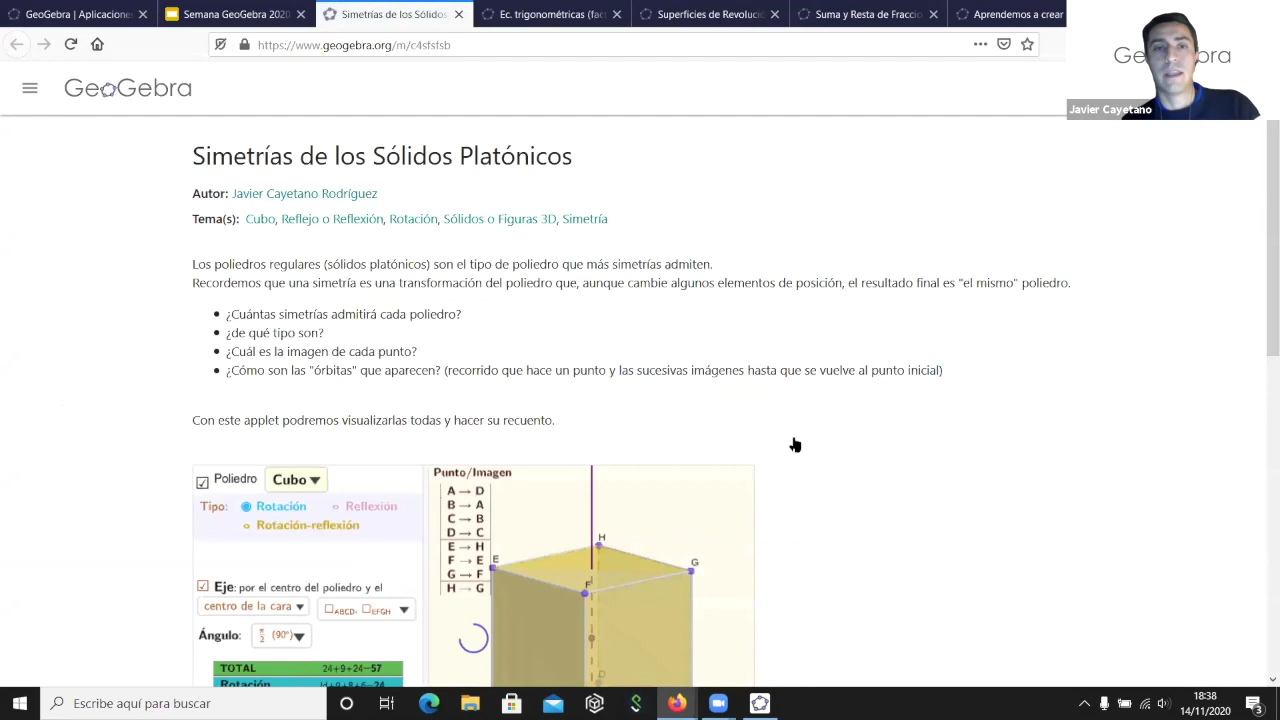 Aplicación GeoGebra
Semana GeoGebra 2020.
Simetrías de los Sólidos
Ec. trigonométricas (fact
Superficies de Revolució
Suma y Resta de Fraccio
Aprendemos a crear
https://www.geogebra.org/m/c4sfsfsb
Javier Cayetano
GeoGebra
Simetrías de los Sólidos Platónicos
Autor: Javier Cayetano Rodríguez
Tema(s): Cubo, Reflejo o Reflexión, Rotación, Sólidos o Figuras 3D, Simetría
Los poliedros regulares (sólidos platónicos) son el tipo de poliedro que más simetrías admiten.
Recordemos que una simetría es una transformación del poliedro que, aunque cambie algunos elementos de posición, el resultado final es "el mismo" poliedro.
¿Cuántas simetrías admitirá cada poliedro?
¿de qué tipo son?
¿Cuál es la imagen de cada punto?
¿Cómo son las "órbitas" que aparecen? (recorrido que hace un punto y las sucesivas imágenes hasta que se vuelve al punto inicial)
Con este applet podremos visualizarlas todas y hacer su recuento.
Poliedro Cubo
Tipo: Rotación Reflexión
Rotación-reflexión
Eje: por el centro del poliedro y el
centro de la cara
□ABCD, □EFGH
Ángulo: π/2 (90°)
TOTAL 24+9+24=57
Punto/Imagen
A → D
B → A
C → B
D → C
E → H
F → E
G → F
H → G
H
E
G
F
D
Escribe aquí para buscar
18:38
14/11/2020
3